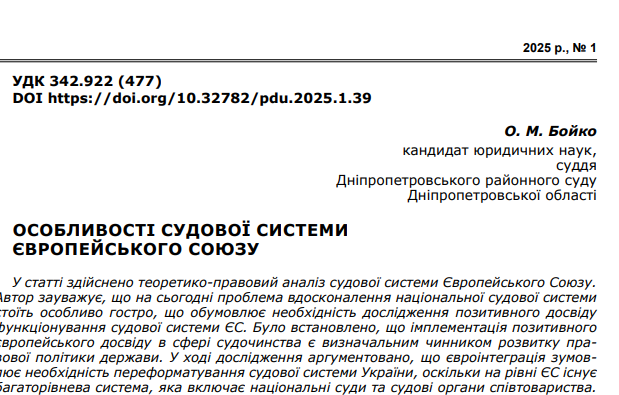 2025 р., № 1
УДК 342.922 (477)
DOI https://doi.org/10.32782/pdu.2025.1.39
О. М. Бойко
кандидат юридичних наук,
суддя
Дніпропетровського районного суду
Дніпропетровської області
ОСОБЛИВОСТІ СУДОВОЇ СИСТЕМИ
ЄВРОПЕЙСЬКОГО СОЮЗУ
У статті здійснено теоретико-правовий аналіз судової системи Європейського Союзу.
Автор зауважує, що на сьогодні проблема вдосконалення національної судової системи
стоїть особливо гостро, що обумовлює необхідність дослідження позитивного досвіду
функціонування судової системи ЄС. Було встановлено, що імплементація позитивного
європейського досвіду в сфері судочинства є визначальним чинником розвитку пра-
вової політики держави. У ході дослідження аргументовано, що євроінтеграція зумов-
лює необхідність переформатування судової системи України, оскільки на рівні ЄС існує
багаторівнева система, яка включає національні суди та судові органи співтовариства.